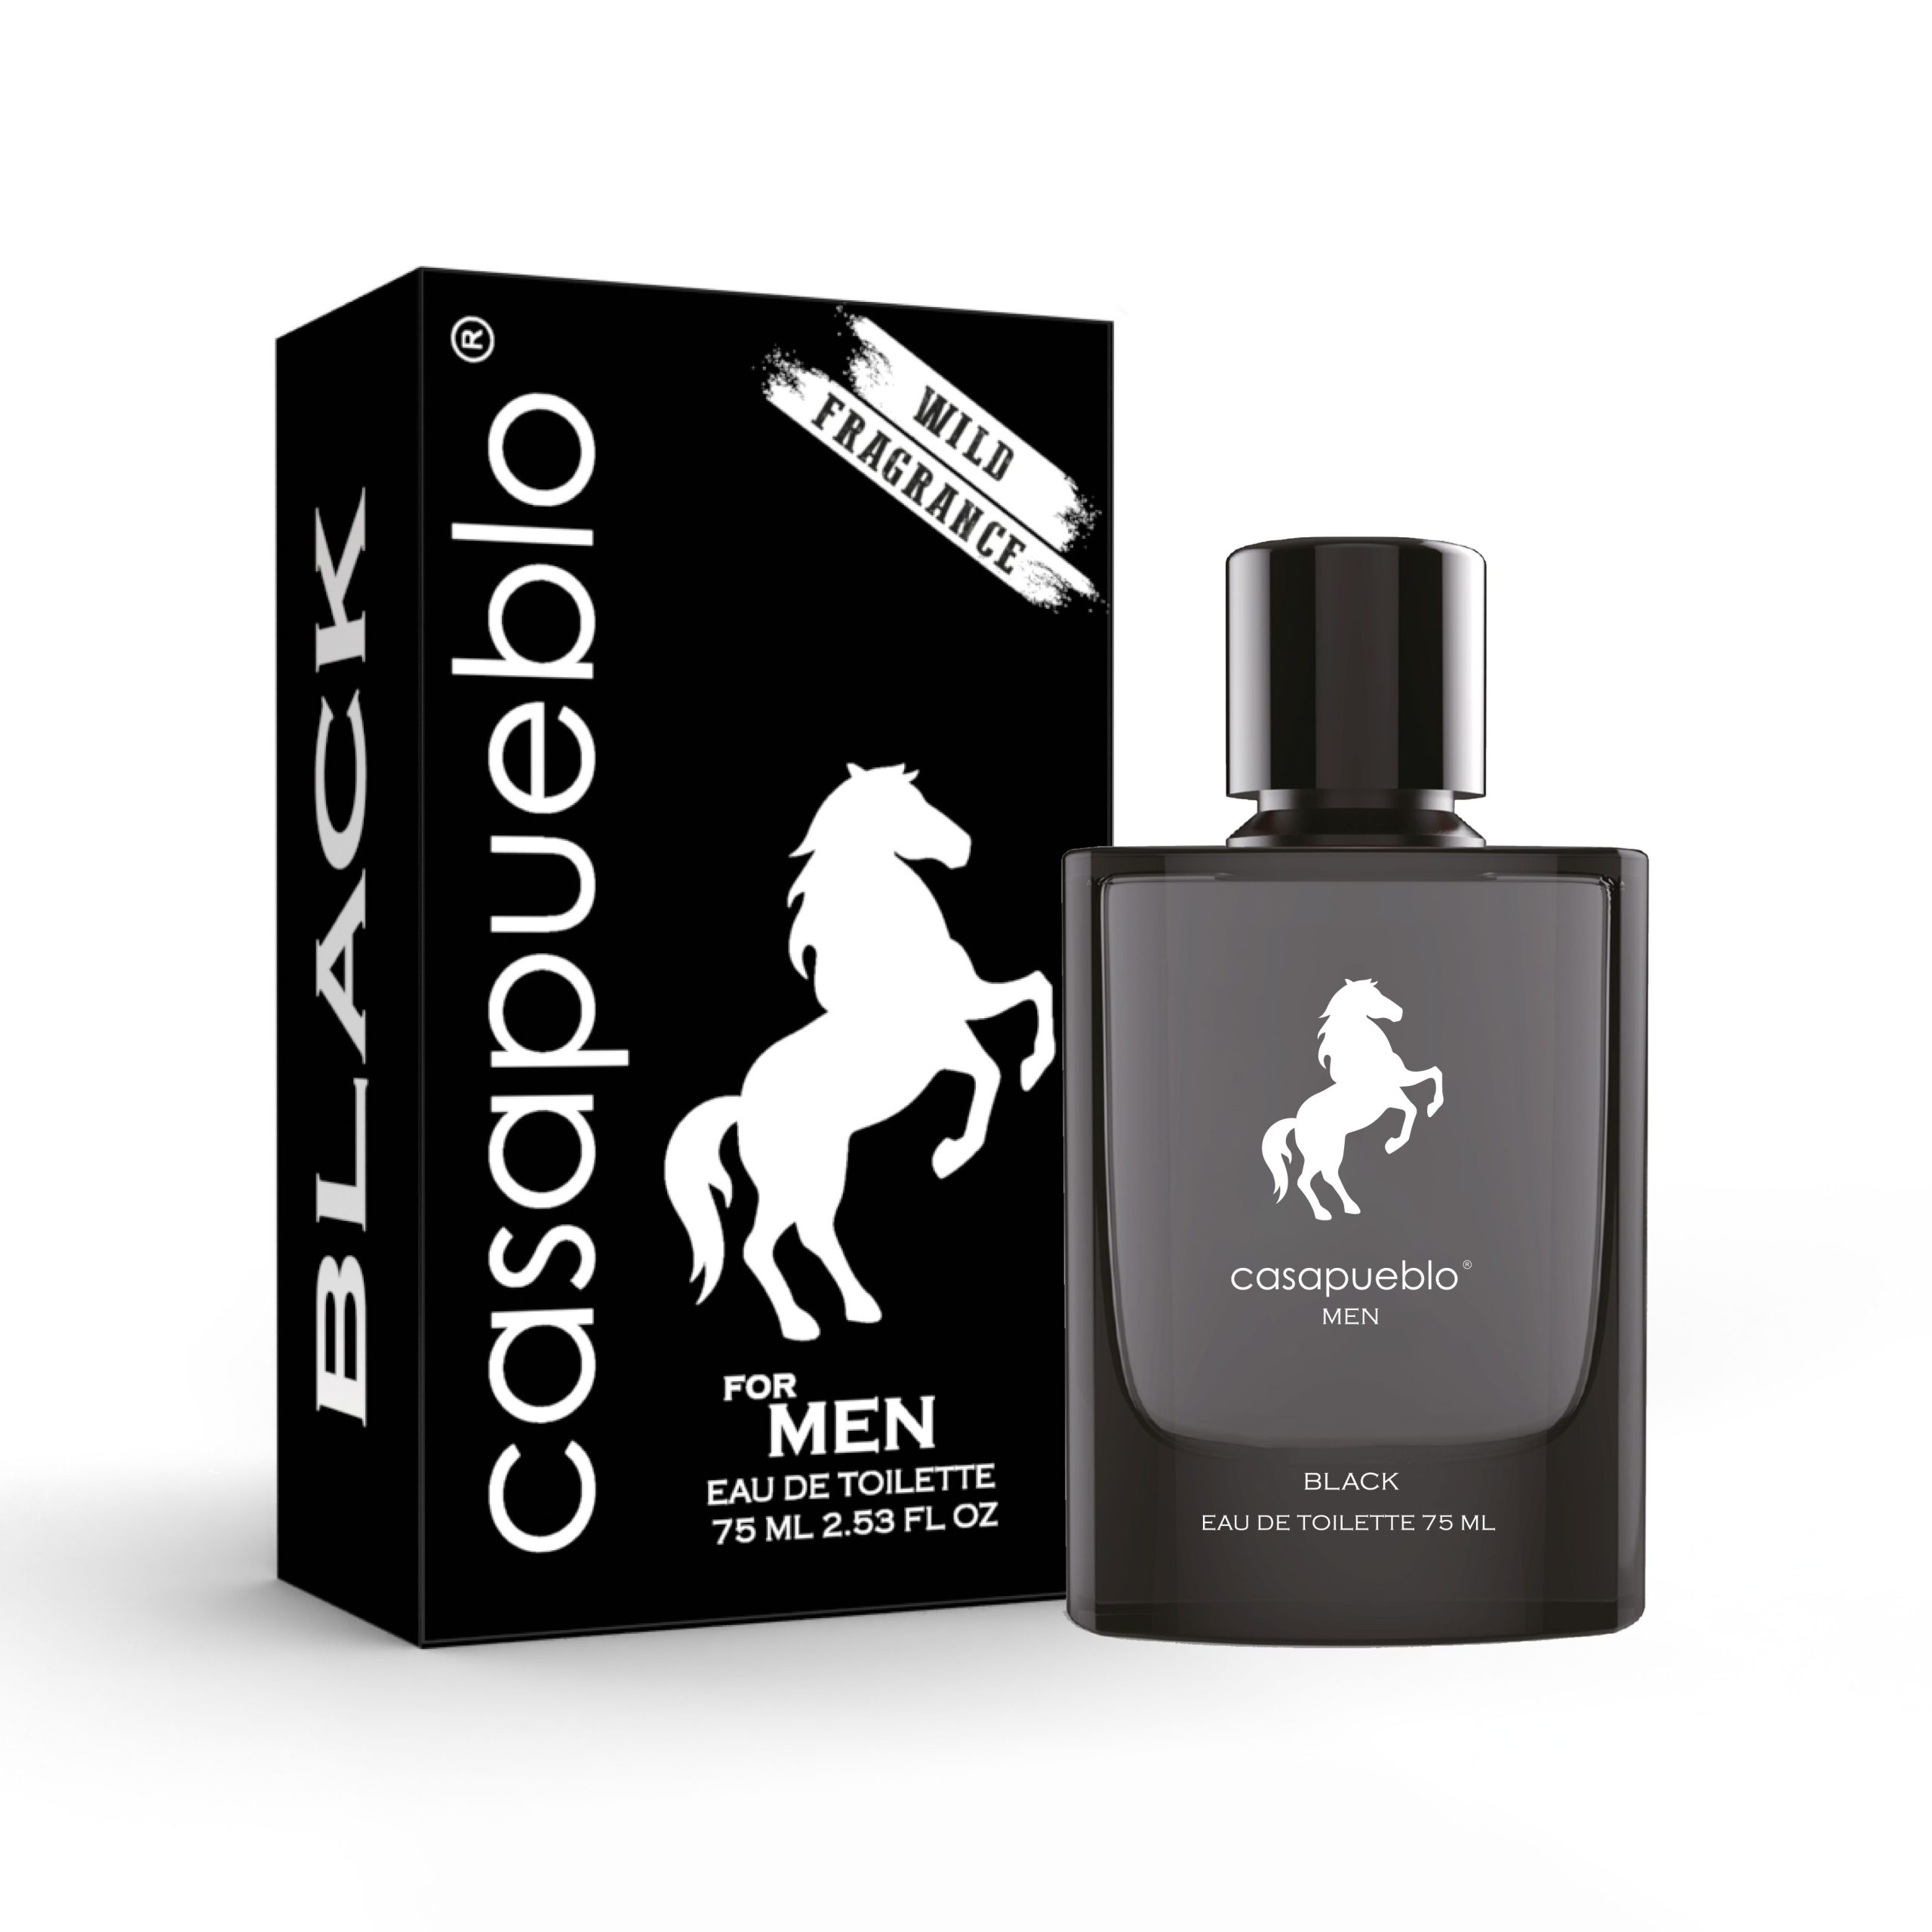 BLACK
casapueblo®
WILD
FRAGRANCE
FOR
MEN
EAU DE TOILETTE
75 ML 2.53 FL OZ
casapueblo®
MEN
BLACK
EAU DE TOILETTE 75 ML